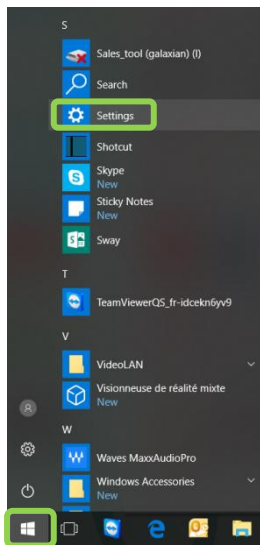 S
Sales_tool (galaxian) (I)
Search
Settings
Shotcut
Skype
New
Sticky Notes
New
Sway
T
TeamViewerQS_fr-idcekn6yv9
V
VideoLAN
Visionneuse de réalité mixte
New
W
Waves MaxxAudioPro
Windows Accessories
New